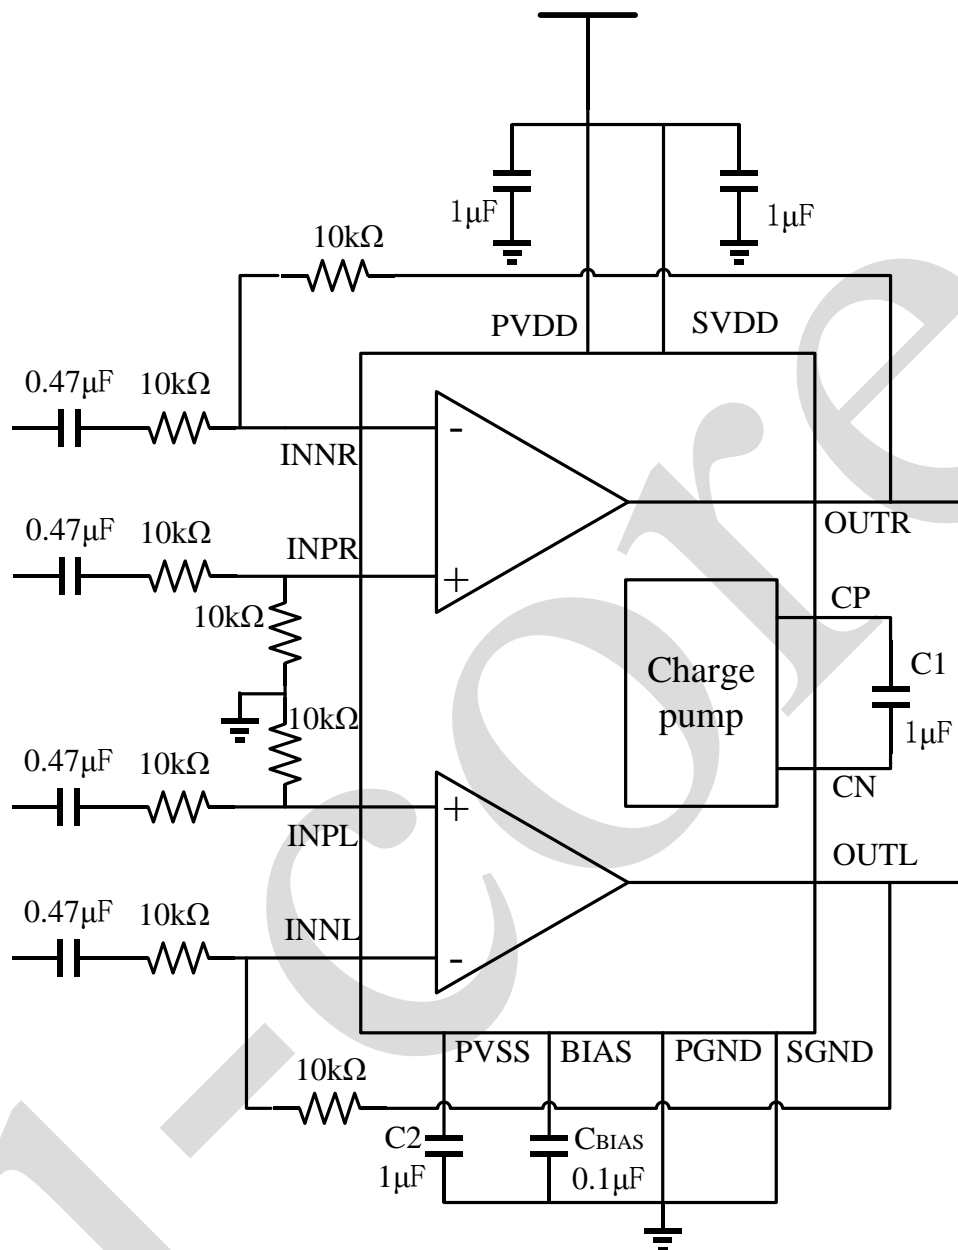 1μF
1μF
10kΩ
PVDD
SVDD
0.47μF
10kΩ
-
INNR
0.47μF
10kΩ
INPR
+
OUTR
10kΩ
CP
Charge
pump
C1
1μF
10kΩ
CN
0.47μF
10kΩ
+
INPL
OUTL
0.47μF
10kΩ
INNL
-
PVSS
BIAS
PGND
SGND
10kΩ
C2
1μF
CBIAS
0.1μF